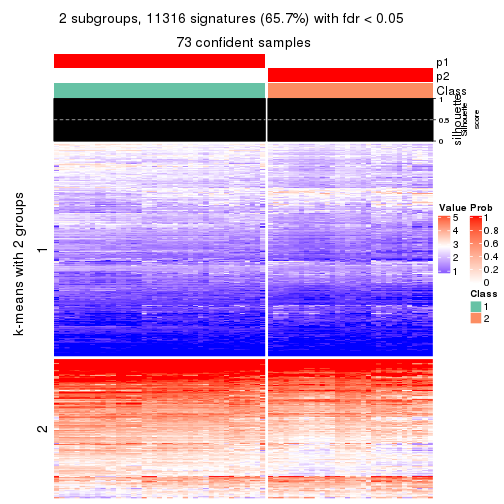 2 subgroups, 11316 signatures (65.7%) with fdr < 0.05
73 confident samples
p1
p2
Class
silhouette
Silhouette
score
1
0.5
0
k-means with 2 groups
1
2
Value
5
4
3
2
1
Prob
1
0.8
0.6
0.4
0.2
0
Class
1
2